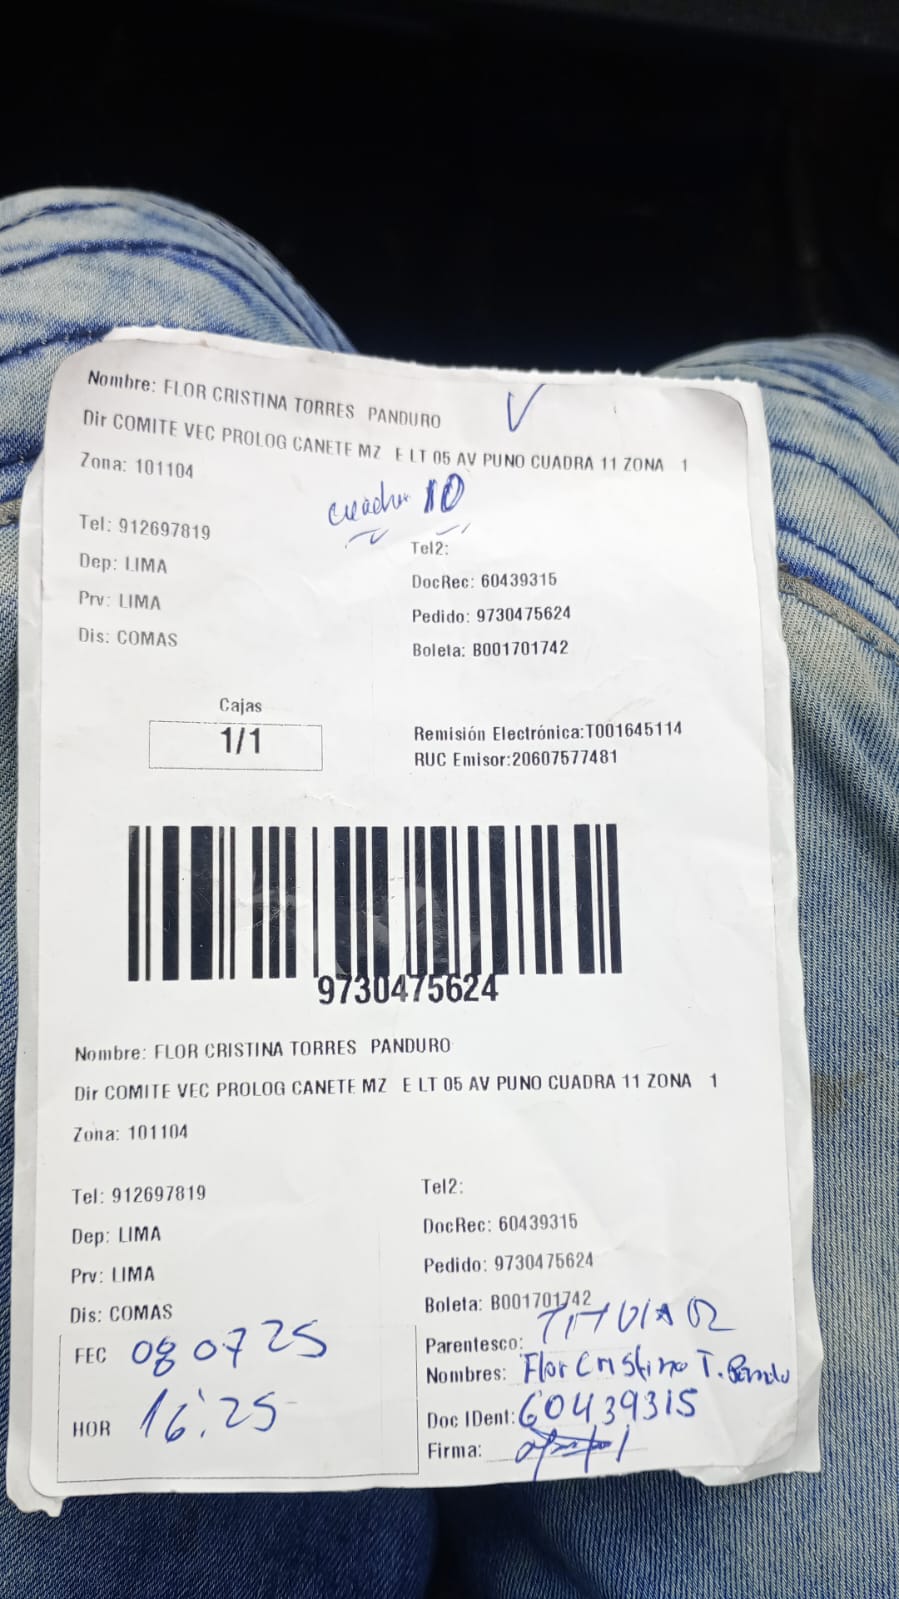 Nombre: FLOR CRISTINA TORRES PANDURO
Dir COMITE VEC PROLOG CANETE MZ E LT 05 AV PUNO CUADRA 11 ZONA 1
Zona: 101104
cuadra 10
Tel: 912697819
Tel2:
Dep: LIMA
DocRec: 60439315
Prv: LIMA
Pedido: 9730475624
Dis: COMAS
Boleta: B001701742
Cajas
1/1
Remisión Electrónica:T001645114
RUC Emisor:20607577481
9730475624
Nombre: FLOR CRISTINA TORRES PANDURO
Dir COMITE VEC PROLOG CANETE MZ E LT 05 AV PUNO CUADRA 11 ZONA 1
Zona: 101104
Tel: 912697819
Tel2:
Dep: LIMA
DocRec: 60439315
Prv: LIMA
Pedido: 9730475624
Dis: COMAS
Boleta: B001701742
FEC 080725
Parentesco: TITULAR
Nombres: Flor Cristina T.
HOR 16:25
Doc IDent: 60439315
Firma: